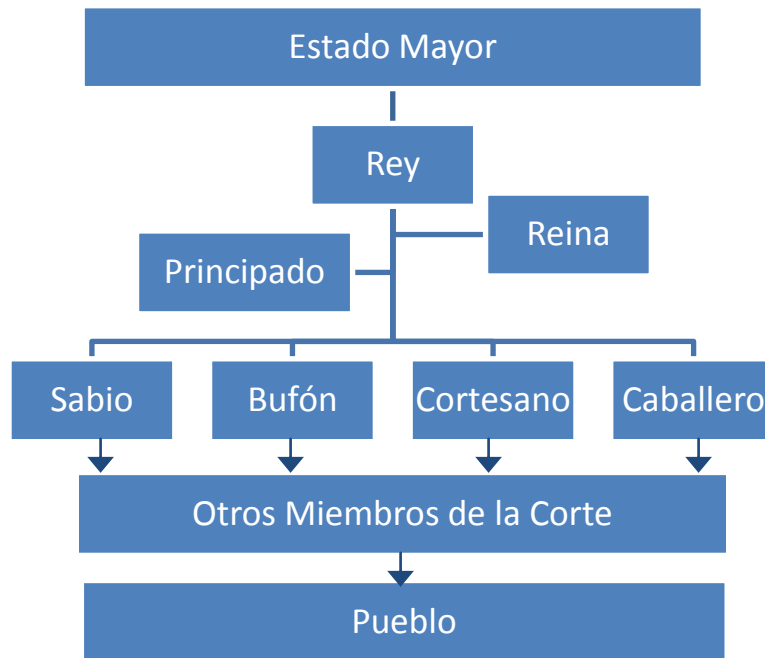 Estado Mayor
Rey
Reina
Principado
Sabio
Bufón
Cortesano
Caballero
Otros Miembros de la Corte
Pueblo